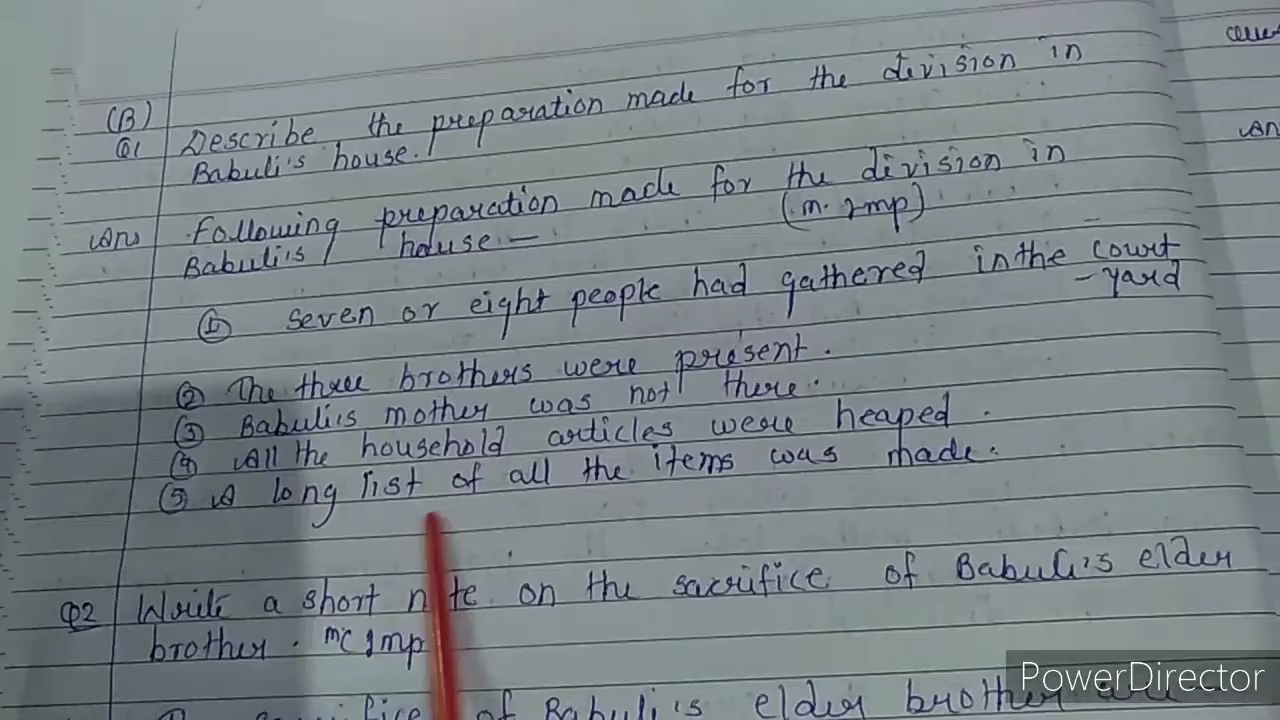 (B)
Q1 Describe the preparation made for the division in
Babuli's house.
Ans Following preparation made for the division in
Babuli's house :— (m. Imp)
① Seven or eight people had gathered in the court
-yard
② The three brothers were present.
③ Babuli's mother was not there.
④ All the household articles were heaped.
⑤ A long list of all the items was made.
Q2 Write a short note on the sacrifice of Babuli's elder
brother. Imp
of Babuli's elder brother are
PowerDirector